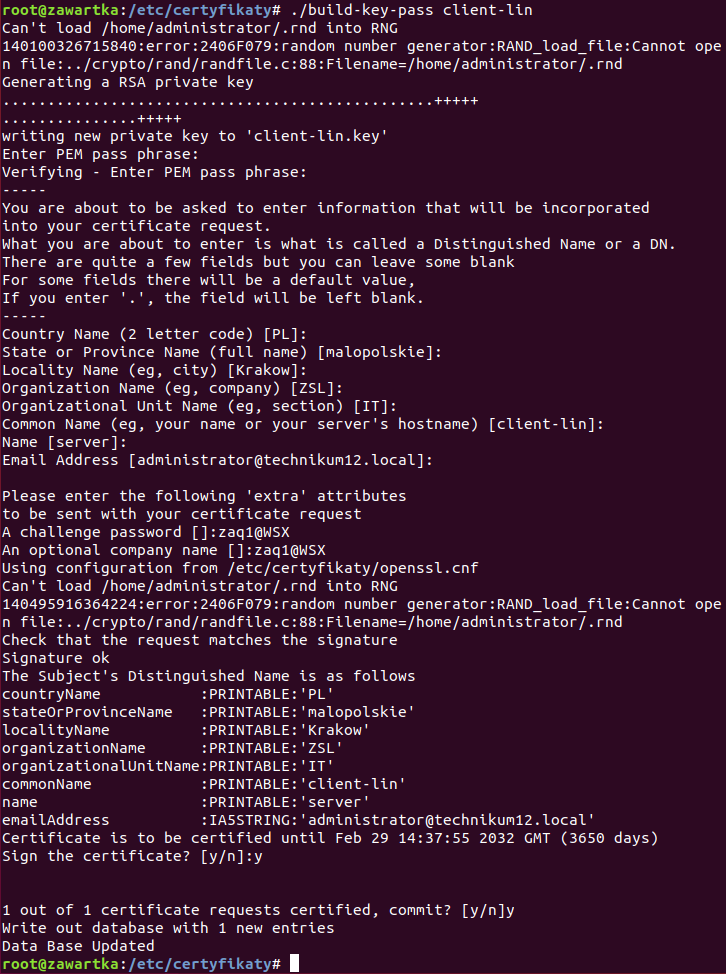 root@zawartka:/etc/certyfikaty# ./build-key-pass client-lin
Can't load /home/administrator/.rnd into RNG
140100326715840:error:2406F079:random number generator:RAND_load_file:Cannot ope
n file:../crypto/rand/randfile.c:88:Filename=/home/administrator/.rnd
Generating a RSA private key
................................................+++++
...............+++++
writing new private key to 'client-lin.key'
Enter PEM pass phrase:
Verifying - Enter PEM pass phrase:
-----
You are about to be asked to enter information that will be incorporated
into your certificate request.
What you are about to enter is what is called a Distinguished Name or a DN.
There are quite a few fields but you can leave some blank
For some fields there will be a default value,
If you enter '.', the field will be left blank.
-----
Country Name (2 letter code) [PL]:
State or Province Name (full name) [malopolskie]:
Locality Name (eg, city) [Krakow]:
Organization Name (eg, company) [ZSL]:
Organizational Unit Name (eg, section) [IT]:
Common Name (eg, your name or your server's hostname) [client-lin]:
Name [server]:
Email Address [administrator@technikum12.local]:

Please enter the following 'extra' attributes
to be sent with your certificate request
A challenge password []:zaq1@WSX
An optional company name []:zaq1@WSX
Using configuration from /etc/certyfikaty/openssl.cnf
Can't load /home/administrator/.rnd into RNG
140495916364224:error:2406F079:random number generator:RAND_load_file:Cannot ope
n file:../crypto/rand/randfile.c:88:Filename=/home/administrator/.rnd
Check that the request matches the signature
Signature ok
The Subject's Distinguished Name is as follows
countryName           :PRINTABLE:'PL'
stateOrProvinceName   :PRINTABLE:'malopolskie'
localityName          :PRINTABLE:'Krakow'
organizationName      :PRINTABLE:'ZSL'
organizationalUnitName:PRINTABLE:'IT'
commonName            :PRINTABLE:'client-lin'
name                  :PRINTABLE:'server'
emailAddress          :IA5STRING:'administrator@technikum12.local'
Certificate is to be certified until Feb 29 14:37:55 2032 GMT (3650 days)
Sign the certificate? [y/n]:y

1 out of 1 certificate requests certified, commit? [y/n]y
Write out database with 1 new entries
Data Base Updated
root@zawartka:/etc/certyfikaty#